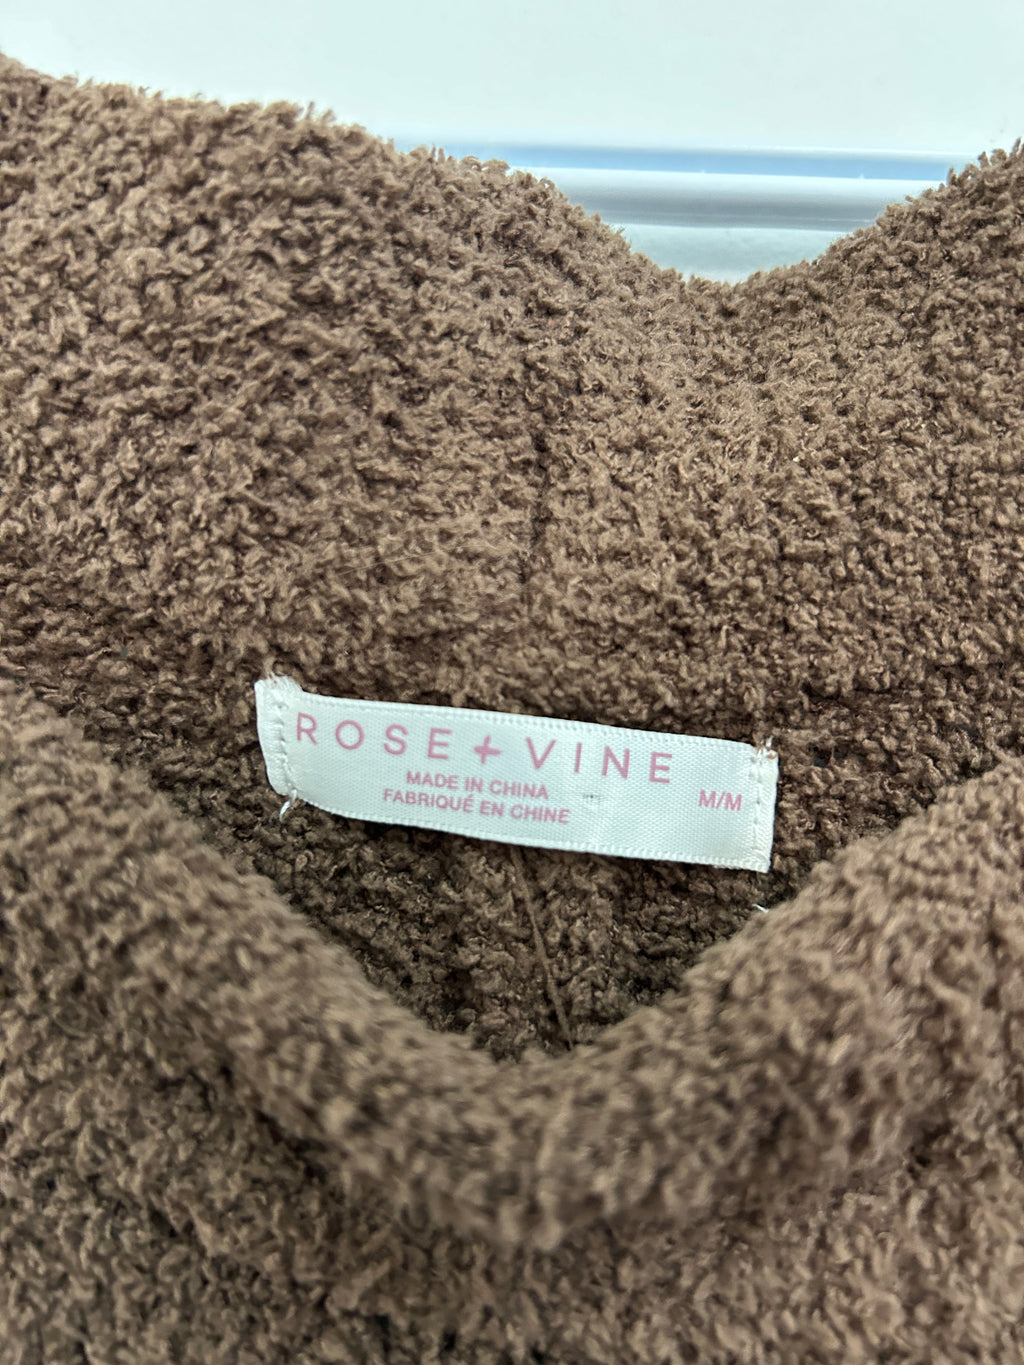 ROSE + VINE
MADE IN CHINA
FABRIQUÉ EN CHINE
M/M